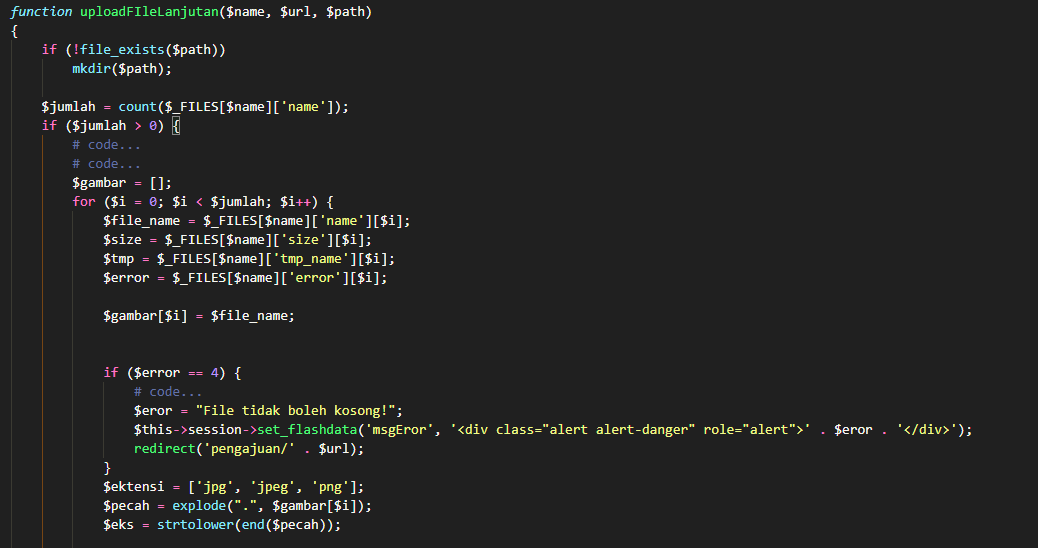 function uploadFIleLanjutan($name, $url, $path)
{
if (!file_exists($path))
mkdir($path);
$jumlah = count($_FILES[$name]['name']);
if ($jumlah > 0) {
# code...
# code...
$gambar = [];
for ($i = 0; $i < $jumlah; $i++) {
$file_name = $_FILES[$name]['name'][$i];
$size = $_FILES[$name]['size'][$i];
$tmp = $_FILES[$name]['tmp_name'][$i];
$error = $_FILES[$name]['error'][$i];
$gambar[$i] = $file_name;
if ($error == 4) {
# code...
$eror = "File tidak boleh kosong!";
$this->session->set_flashdata('msgEror', '<div class="alert alert-danger" role="alert">' . $eror . '</div>');
redirect('pengajuan/' . $url);
}
$ektensi = ['jpg', 'jpeg', 'png'];
$pecah = explode(".", $gambar[$i]);
$eks = strtolower(end($pecah));